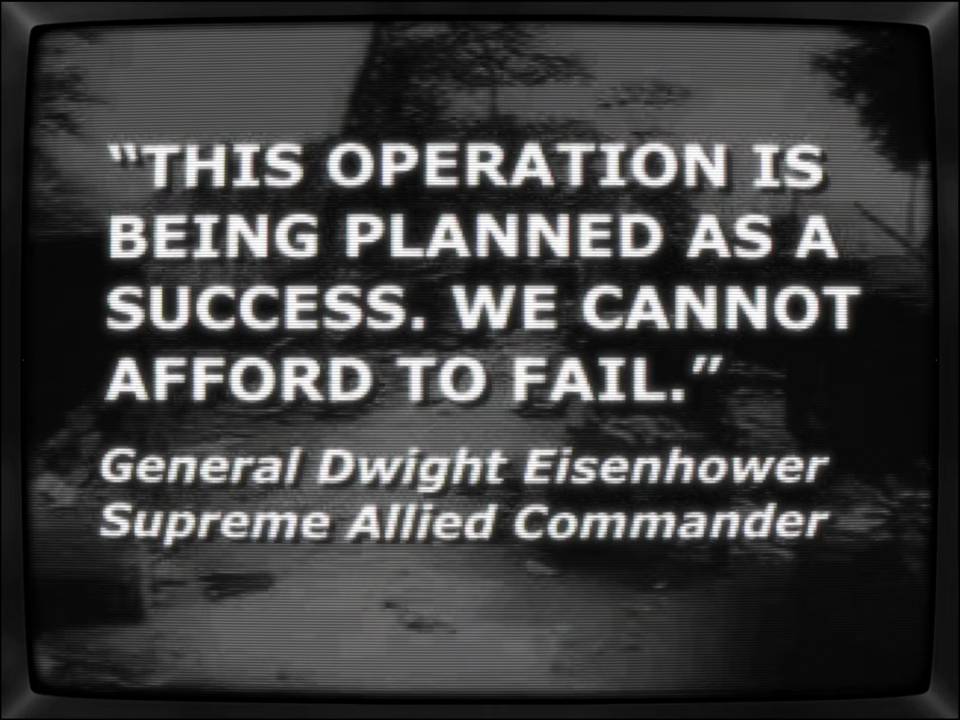 “THIS OPERATION IS
BEING PLANNED AS A
SUCCESS. WE CANNOT
AFFORD TO FAIL.”
General Dwight Eisenhower
Supreme Allied Commander